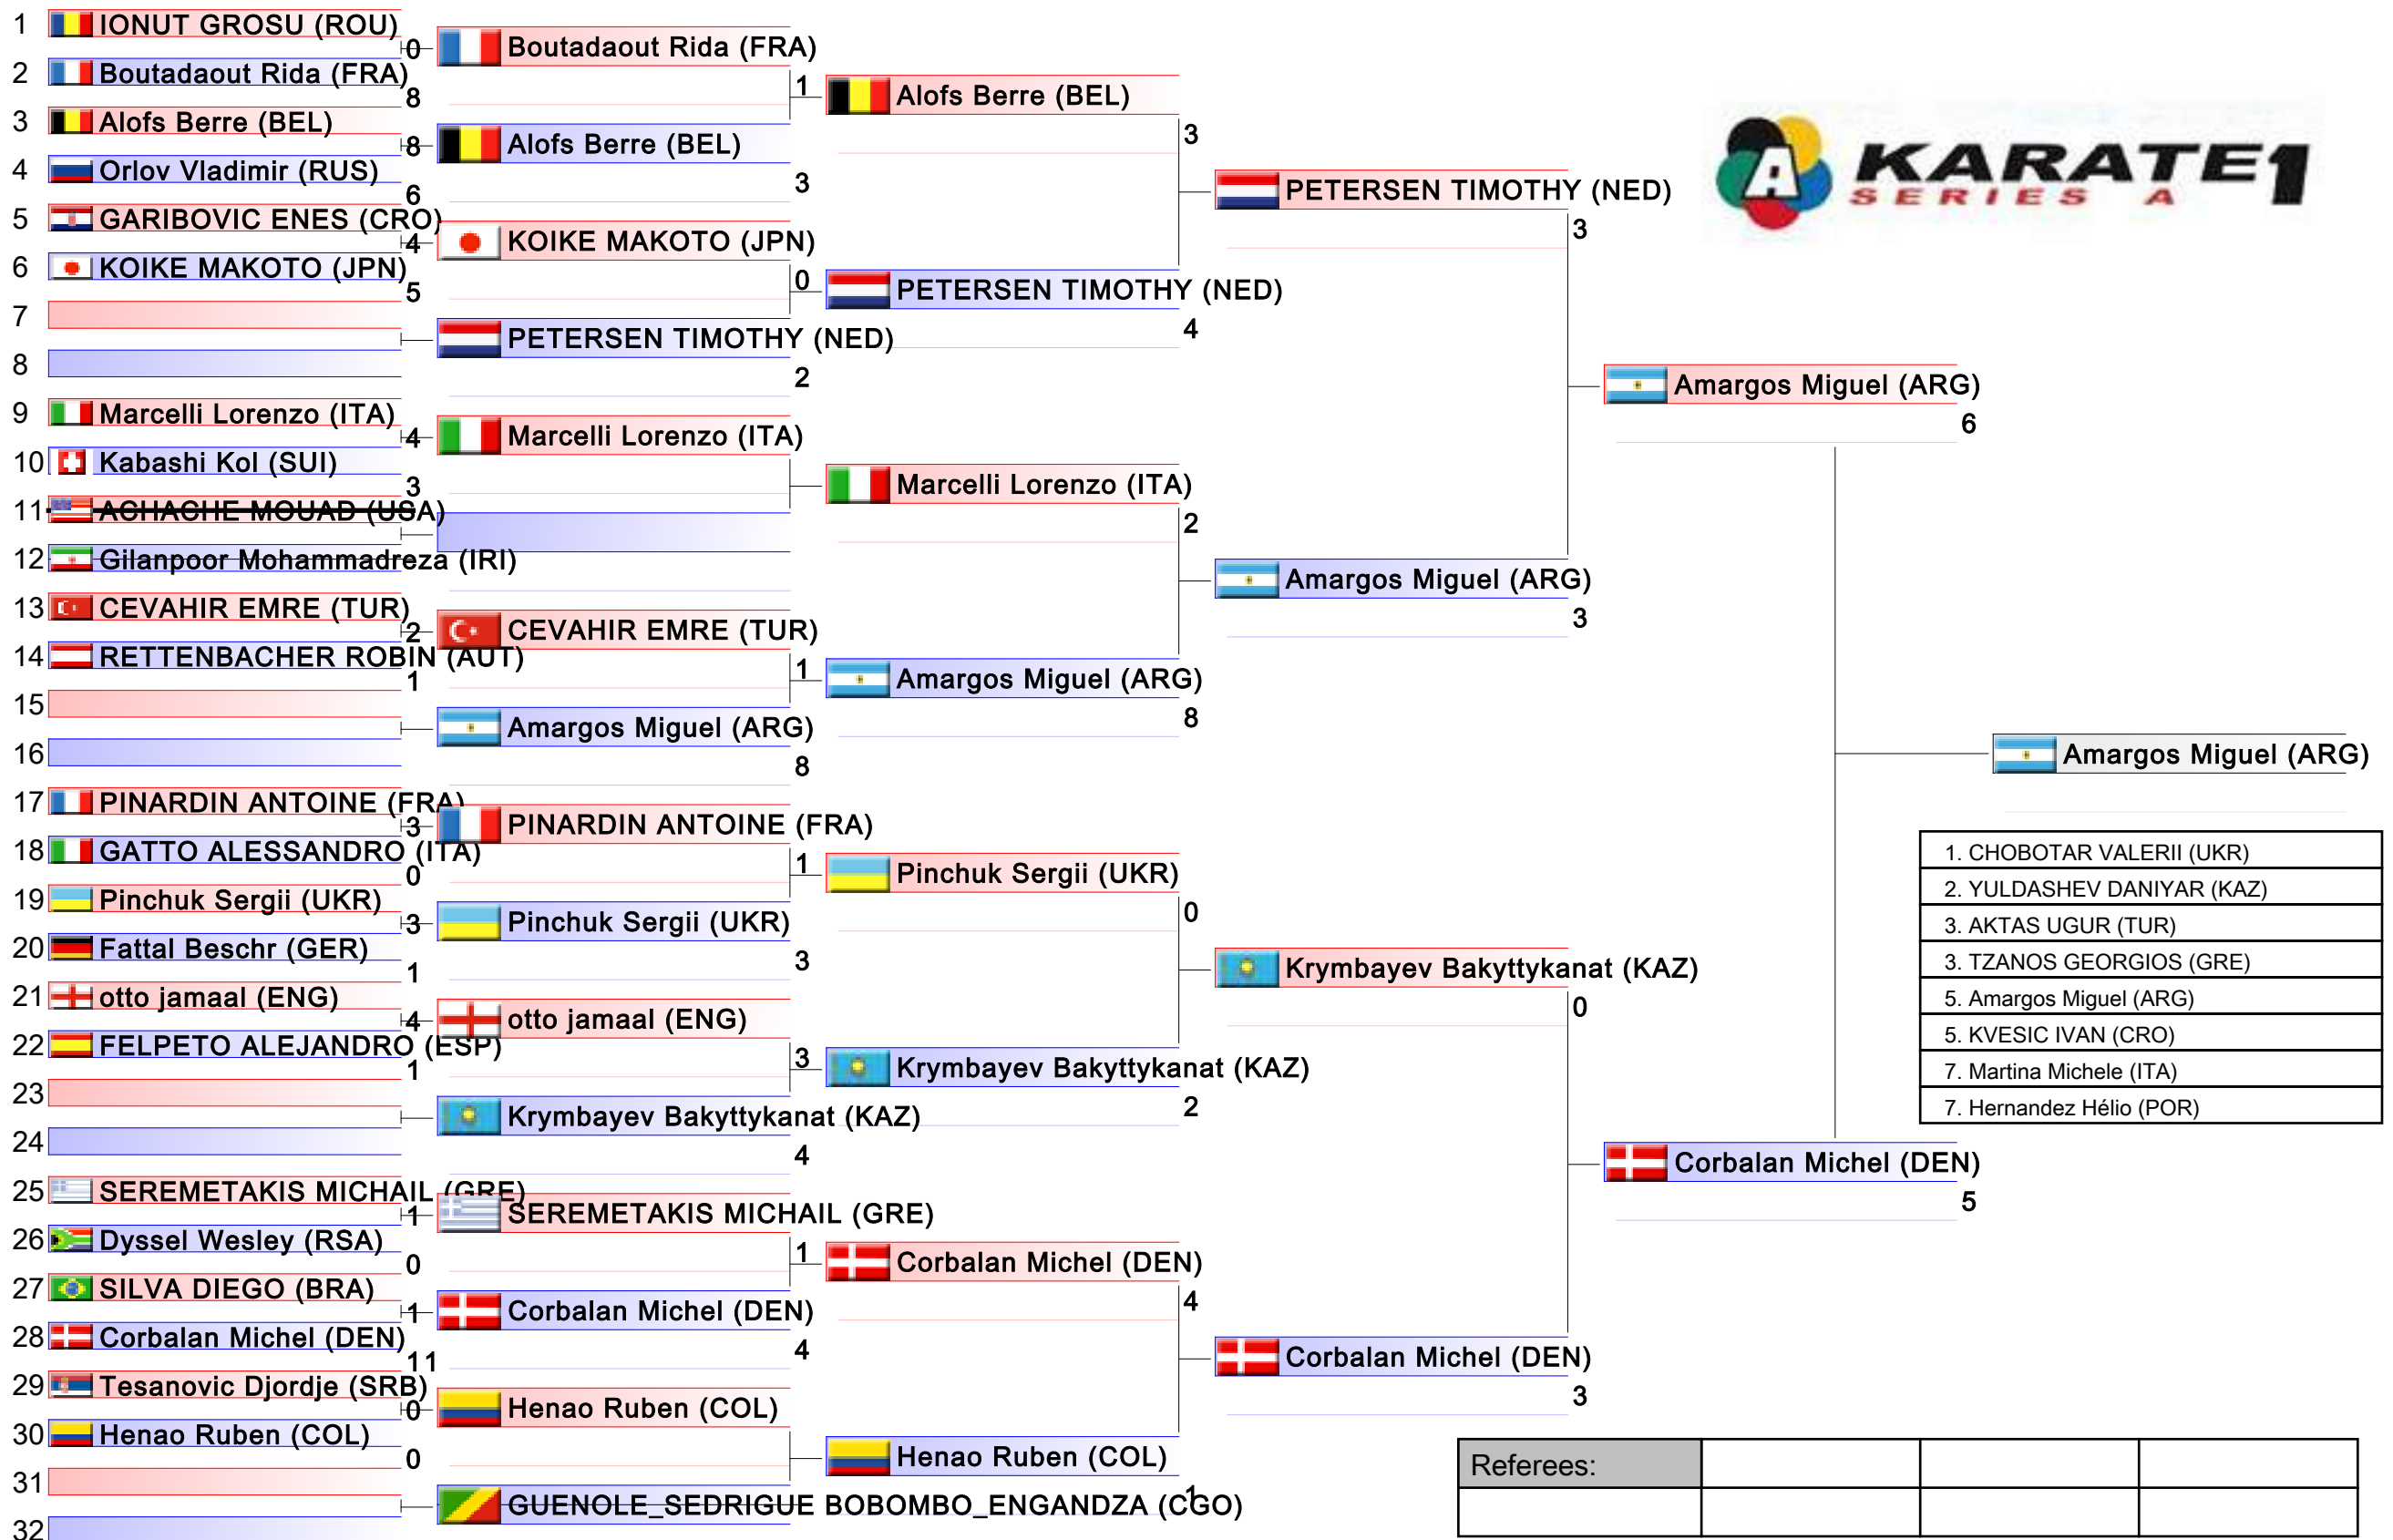 1 IONUT GROSU (ROU)
0
2 Boutadaout Rida (FRA)
8
3 Alofs Berre (BEL)
8
4 Orlov Vladimir (RUS)
6
5 GARIBOVIC ENES (CRO)
4
6 KOIKE MAKOTO (JPN)
5
7
8
9 Marcelli Lorenzo (ITA)
4
10 Kabashi Kol (SUI)
3
11 ACHACHE MOUAD (USA)
12 Gilanpoor Mohammadreza (IRI)
13 CEVAHIR EMRE (TUR)
2
14 RETTENBACHER ROBIN (AUT)
1
15
16
17 PINARDIN ANTOINE (FRA)
3
18 GATTO ALESSANDRO (ITA)
0
19 Pinchuk Sergii (UKR)
3
20 Fattal Beschr (GER)
1
21 otto jamaal (ENG)
4
22 FELPETO ALEJANDRO (ESP)
1
23
24
25 SEREMETAKIS MICHAIL (GRE)
1
26 Dyssel Wesley (RSA)
0
27 SILVA DIEGO (BRA)
1
28 Corbalan Michel (DEN)
11
29 Tesanovic Djordje (SRB)
0
30 Henao Ruben (COL)
0
31
32
Boutadaout Rida (FRA)
1
Alofs Berre (BEL)
3
KOIKE MAKOTO (JPN)
0
PETERSEN TIMOTHY (NED)
2
Marcelli Lorenzo (ITA)
CEVAHIR EMRE (TUR)
1
Amargos Miguel (ARG)
8
PINARDIN ANTOINE (FRA)
1
Pinchuk Sergii (UKR)
3
otto jamaal (ENG)
3
Krymbayev Bakyttykanat (KAZ)
4
SEREMETAKIS MICHAIL (GRE)
1
Corbalan Michel (DEN)
4
Henao Ruben (COL)
GUENOLE_SEDRIGUE BOBOMBO_ENGANDZA (CGO)
Alofs Berre (BEL)
3
PETERSEN TIMOTHY (NED)
4
Marcelli Lorenzo (ITA)
2
Amargos Miguel (ARG)
8
Pinchuk Sergii (UKR)
0
Krymbayev Bakyttykanat (KAZ)
2
Corbalan Michel (DEN)
4
Henao Ruben (COL)
1
PETERSEN TIMOTHY (NED)
3
Amargos Miguel (ARG)
3
Krymbayev Bakyttykanat (KAZ)
0
Corbalan Michel (DEN)
3
Amargos Miguel (ARG)
6
Corbalan Michel (DEN)
5
Amargos Miguel (ARG)
A KARATE1
SERIES A
1. CHOBOTAR VALERII (UKR)
2. YULDASHEV DANIYAR (KAZ)
3. AKTAS UGUR (TUR)
3. TZANOS GEORGIOS (GRE)
5. Amargos Miguel (ARG)
5. KVESIC IVAN (CRO)
7. Martina Michele (ITA)
7. Hernandez Hélio (POR)
Referees: